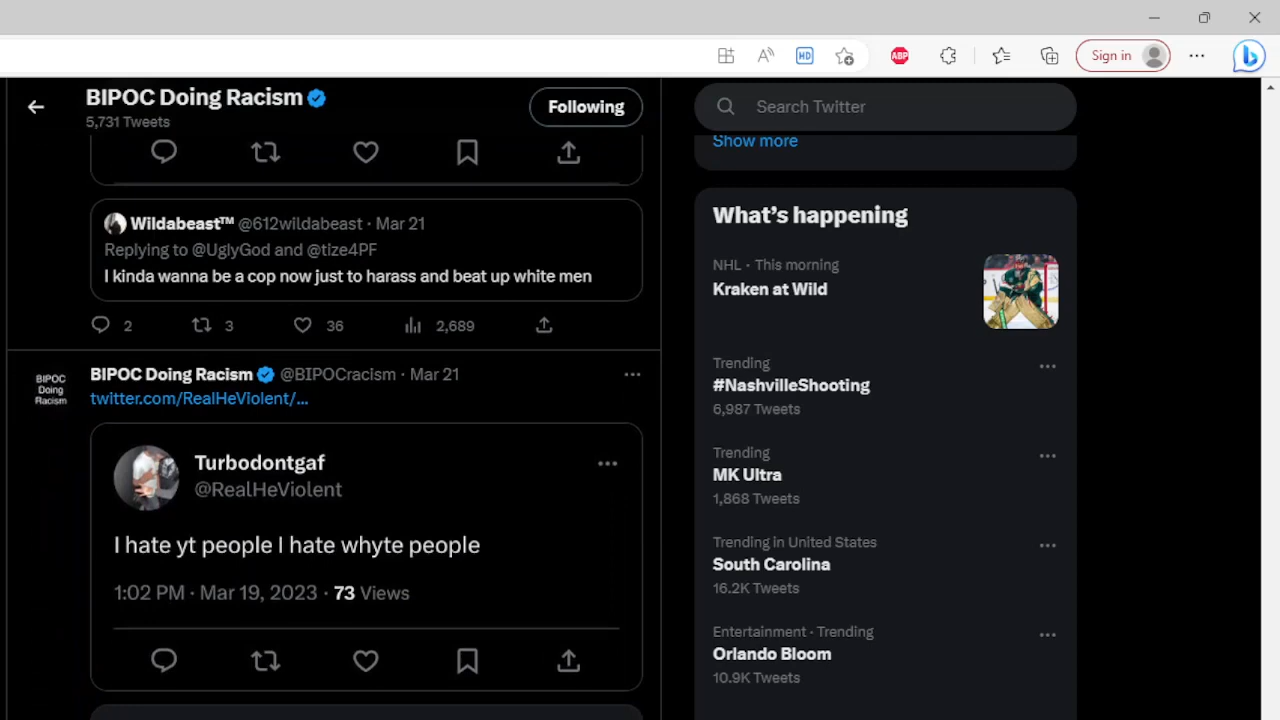 HD
ABP
Sign in
BIPOC Doing Racism
5,731 Tweets
Following
Search Twitter
Show more
Wildabeast™ @612wildabeast · Mar 21
Replying to @UglyGod and @tize4PF
I kinda wanna be a cop now just to harass and beat up white men
2 3 36 2,689
BIPOC
Doing
Racism
BIPOC Doing Racism @BIPOCracism · Mar 21
twitter.com/RealHeViolent/...
Turbodontgaf
@RealHeViolent
I hate yt people I hate whyte people
1:02 PM · Mar 19, 2023 · 73 Views
What's happening
NHL · This morning
Kraken at Wild
Trending
#NashvilleShooting
6,987 Tweets
Trending
MK Ultra
1,868 Tweets
Trending in United States
South Carolina
16.2K Tweets
Entertainment · Trending
Orlando Bloom
10.9K Tweets